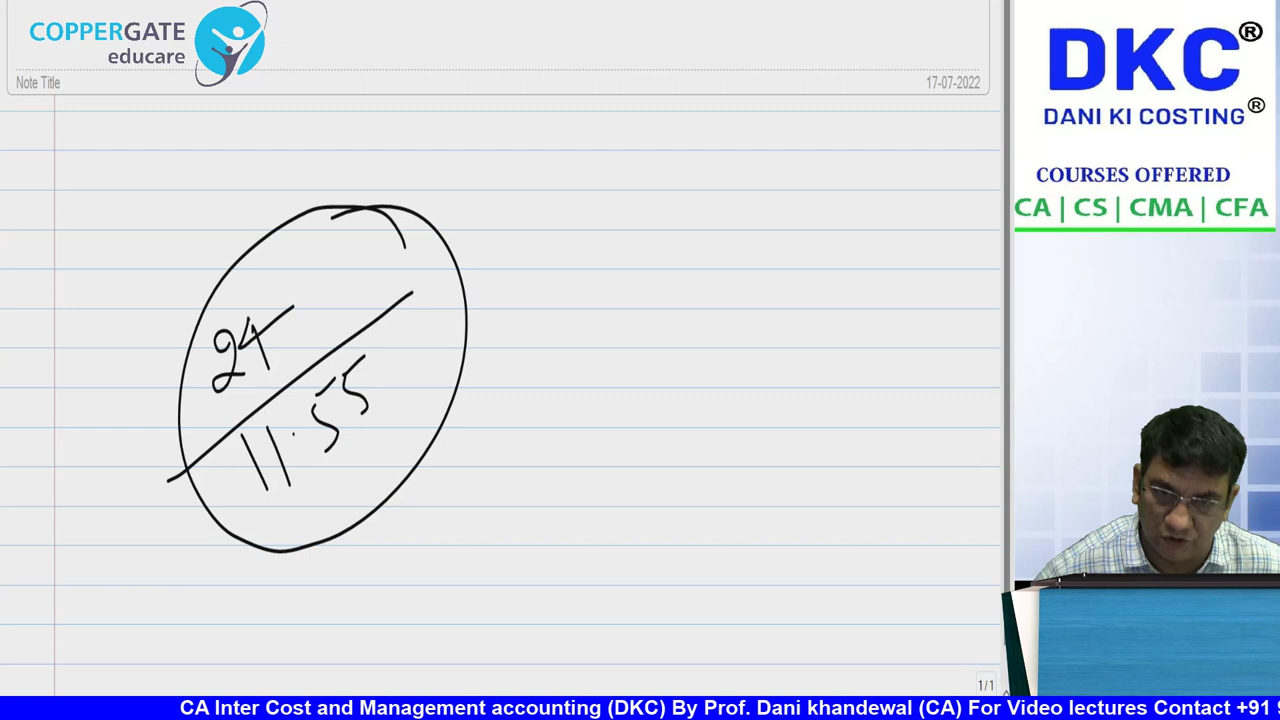 COPPERGATE
educare
Note Title
17-07-2022
24
11.55
1/1
DKC®
DANI KI COSTING®
COURSES OFFERED
CA | CS | CMA | CFA
CA Inter Cost and Management accounting (DKC) By Prof. Dani khandewal (CA) For Video lectures Contact +91